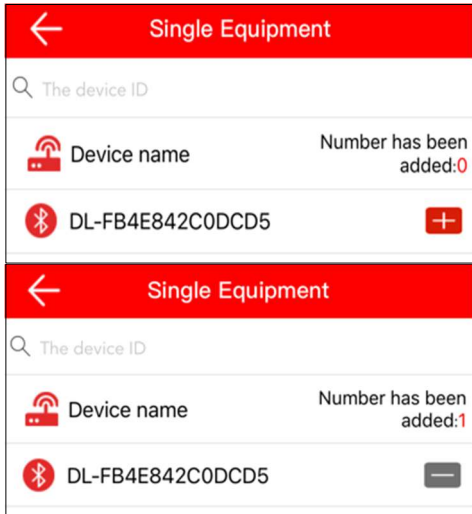 Single Equipment
The device ID
Device name
Number has been
added:0
DL-FB4E842C0DCD5
Single Equipment
The device ID
Device name
Number has been
added:1
DL-FB4E842C0DCD5